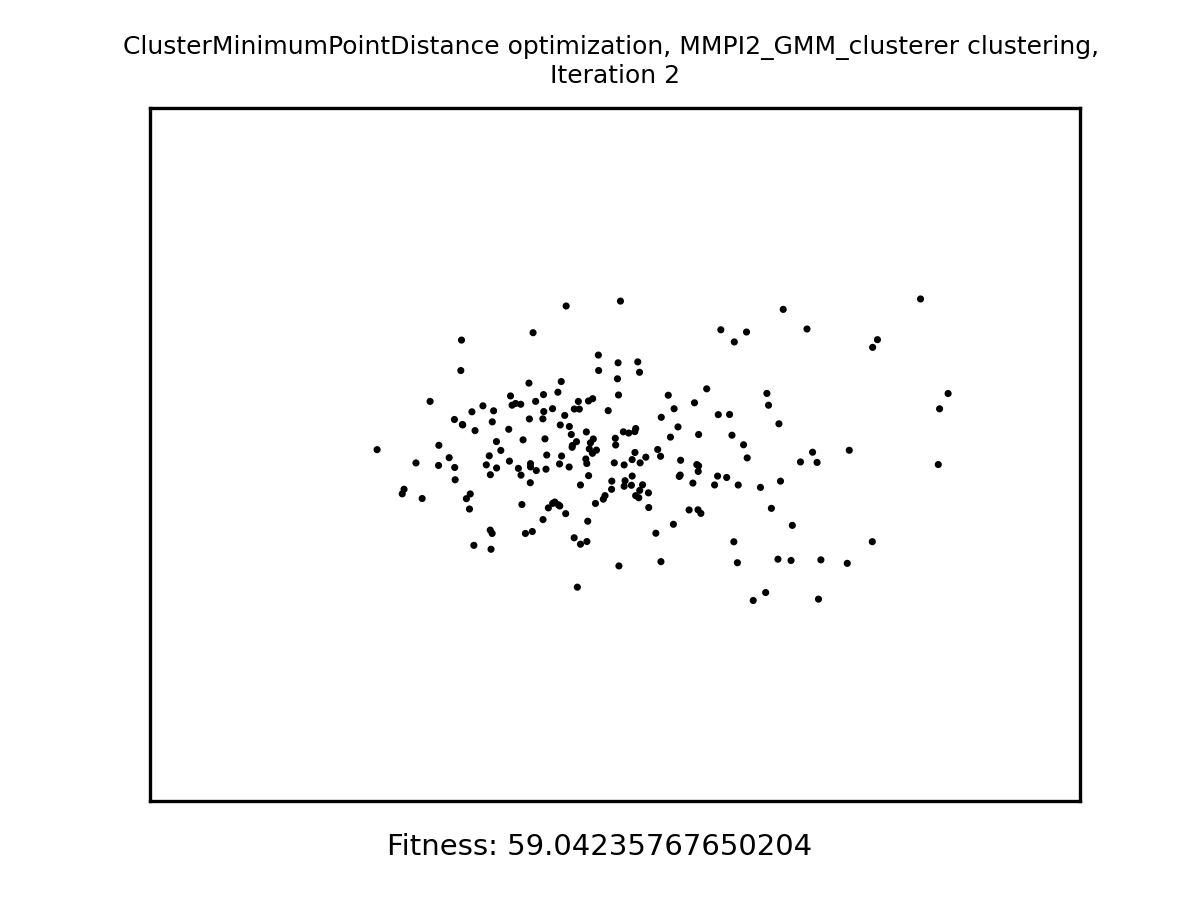 ClusterMinimumPointDistance optimization, MMPI2_GMM_clusterer clustering,
Iteration 2
Fitness: 59.04235767650204